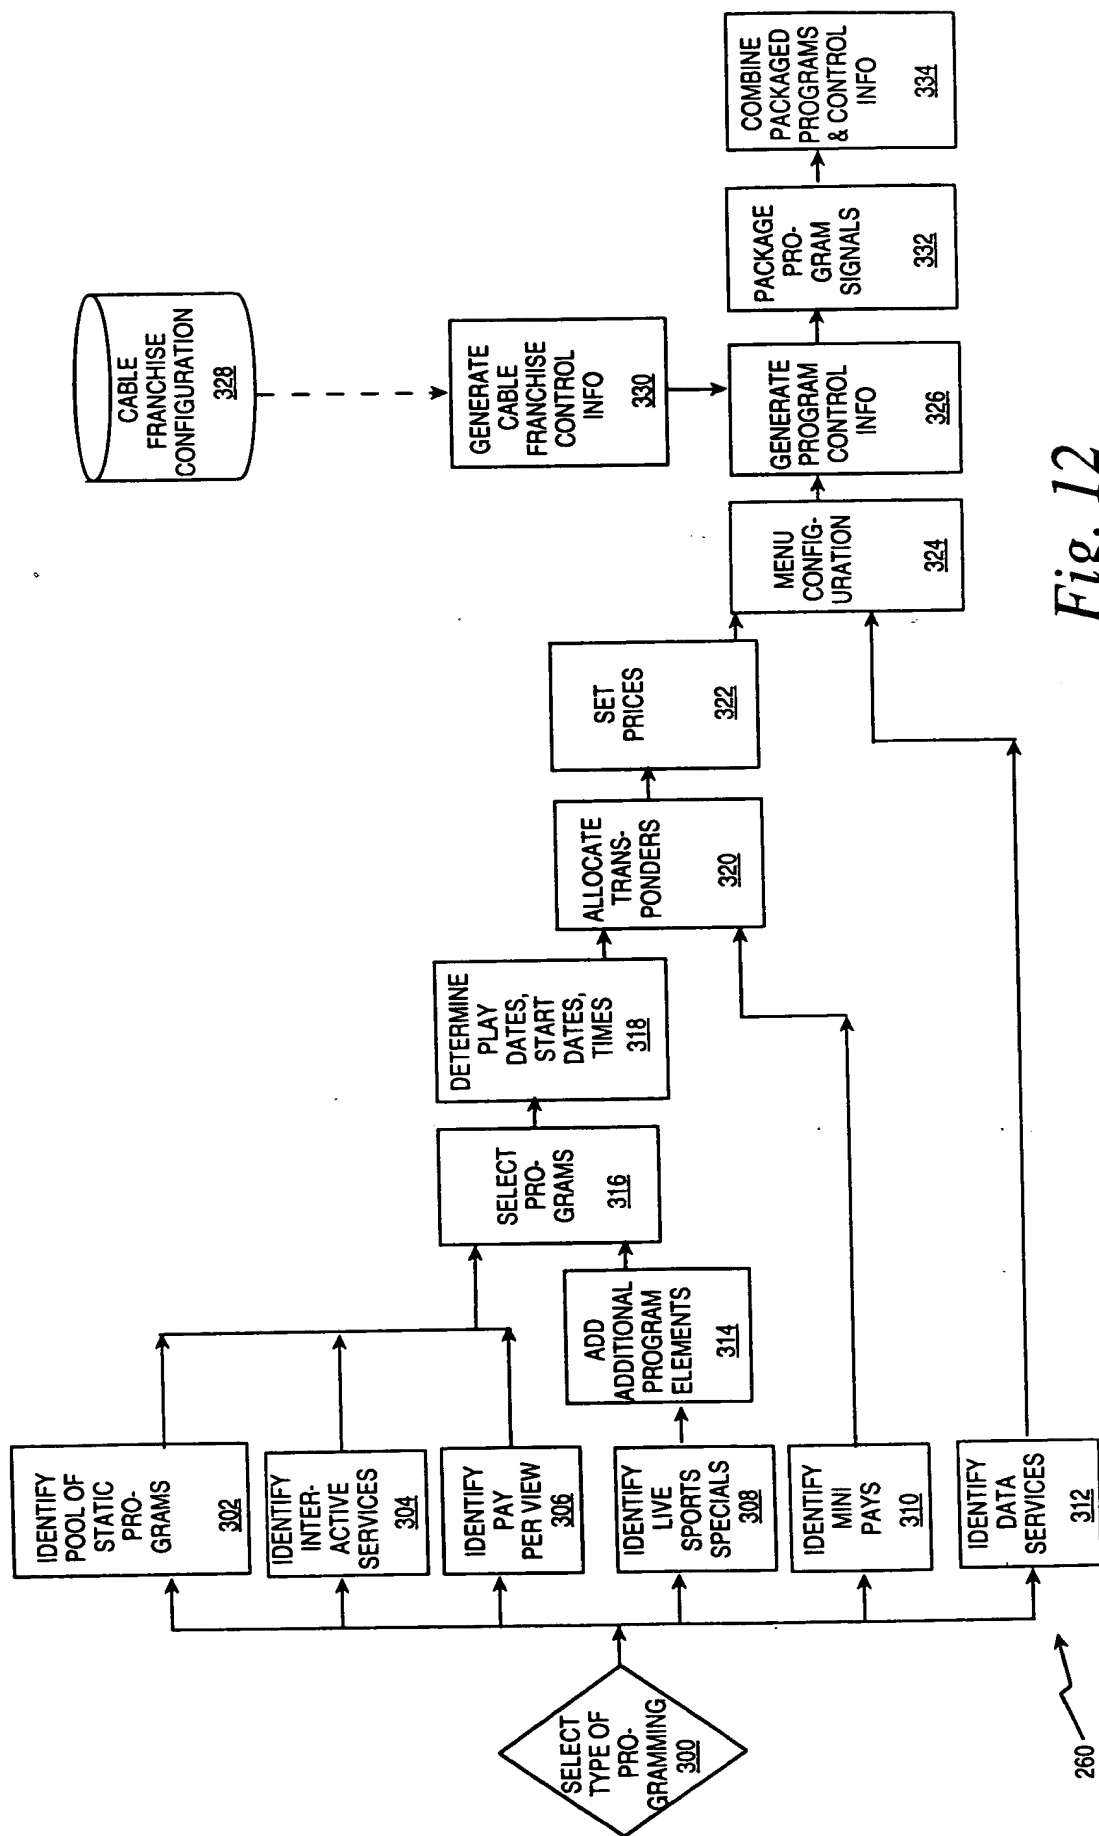 SELECT
TYPE OF
PRO-
GRAMMING
300
IDENTIFY
POOL OF
STATIC
PRO-
GRAMS
302
IDENTIFY
INTER-
ACTIVE
SERVICES
304
IDENTIFY
PAY
PER VIEW
306
IDENTIFY
LIVE
SPORTS
SPECIALS
308
IDENTIFY
MINI
PAYS
310
IDENTIFY
DATA
SERVICES
312
ADD
ADDITIONAL
PROGRAM
ELEMENTS
314
SELECT
PRO-
GRAMS
316
DETERMINE
PLAY
DATES,
START
DATES,
TIMES
318
ALLOCATE
TRANS-
PONDERS
320
SET
PRICES
322
MENU
CONFIG-
URATION
324
CABLE
FRANCHISE
CONFIGURATION
328
GENERATE
CABLE
FRANCHISE
CONTROL
INFO
330
GENERATE
PROGRAM
CONTROL
INFO
326
PACKAGE
PRO-
GRAM
SIGNALS
332
COMBINE
PACKAGED
PROGRAMS
& CONTROL
INFO
334
260
Fig. 12